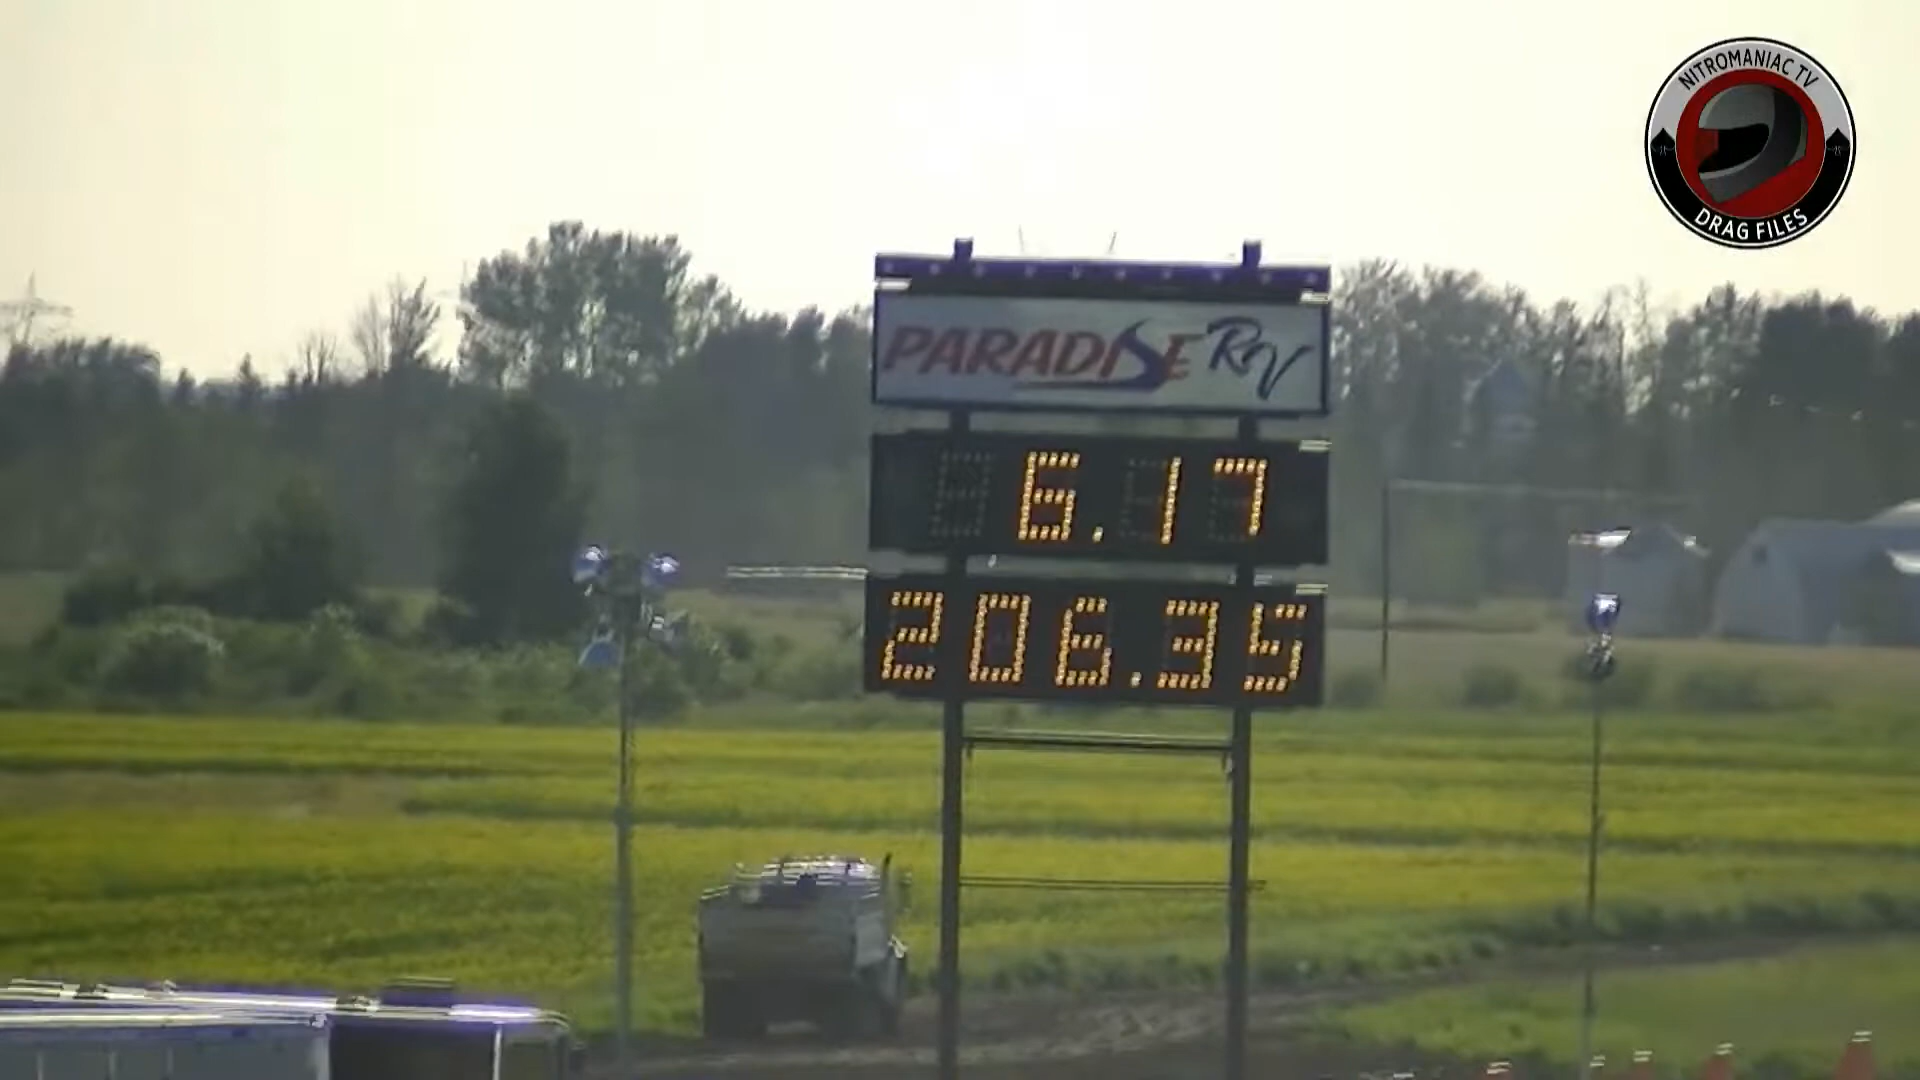 NITROMANIAC TV
DRAG FILES
PARADISE RV
6.17
206.35